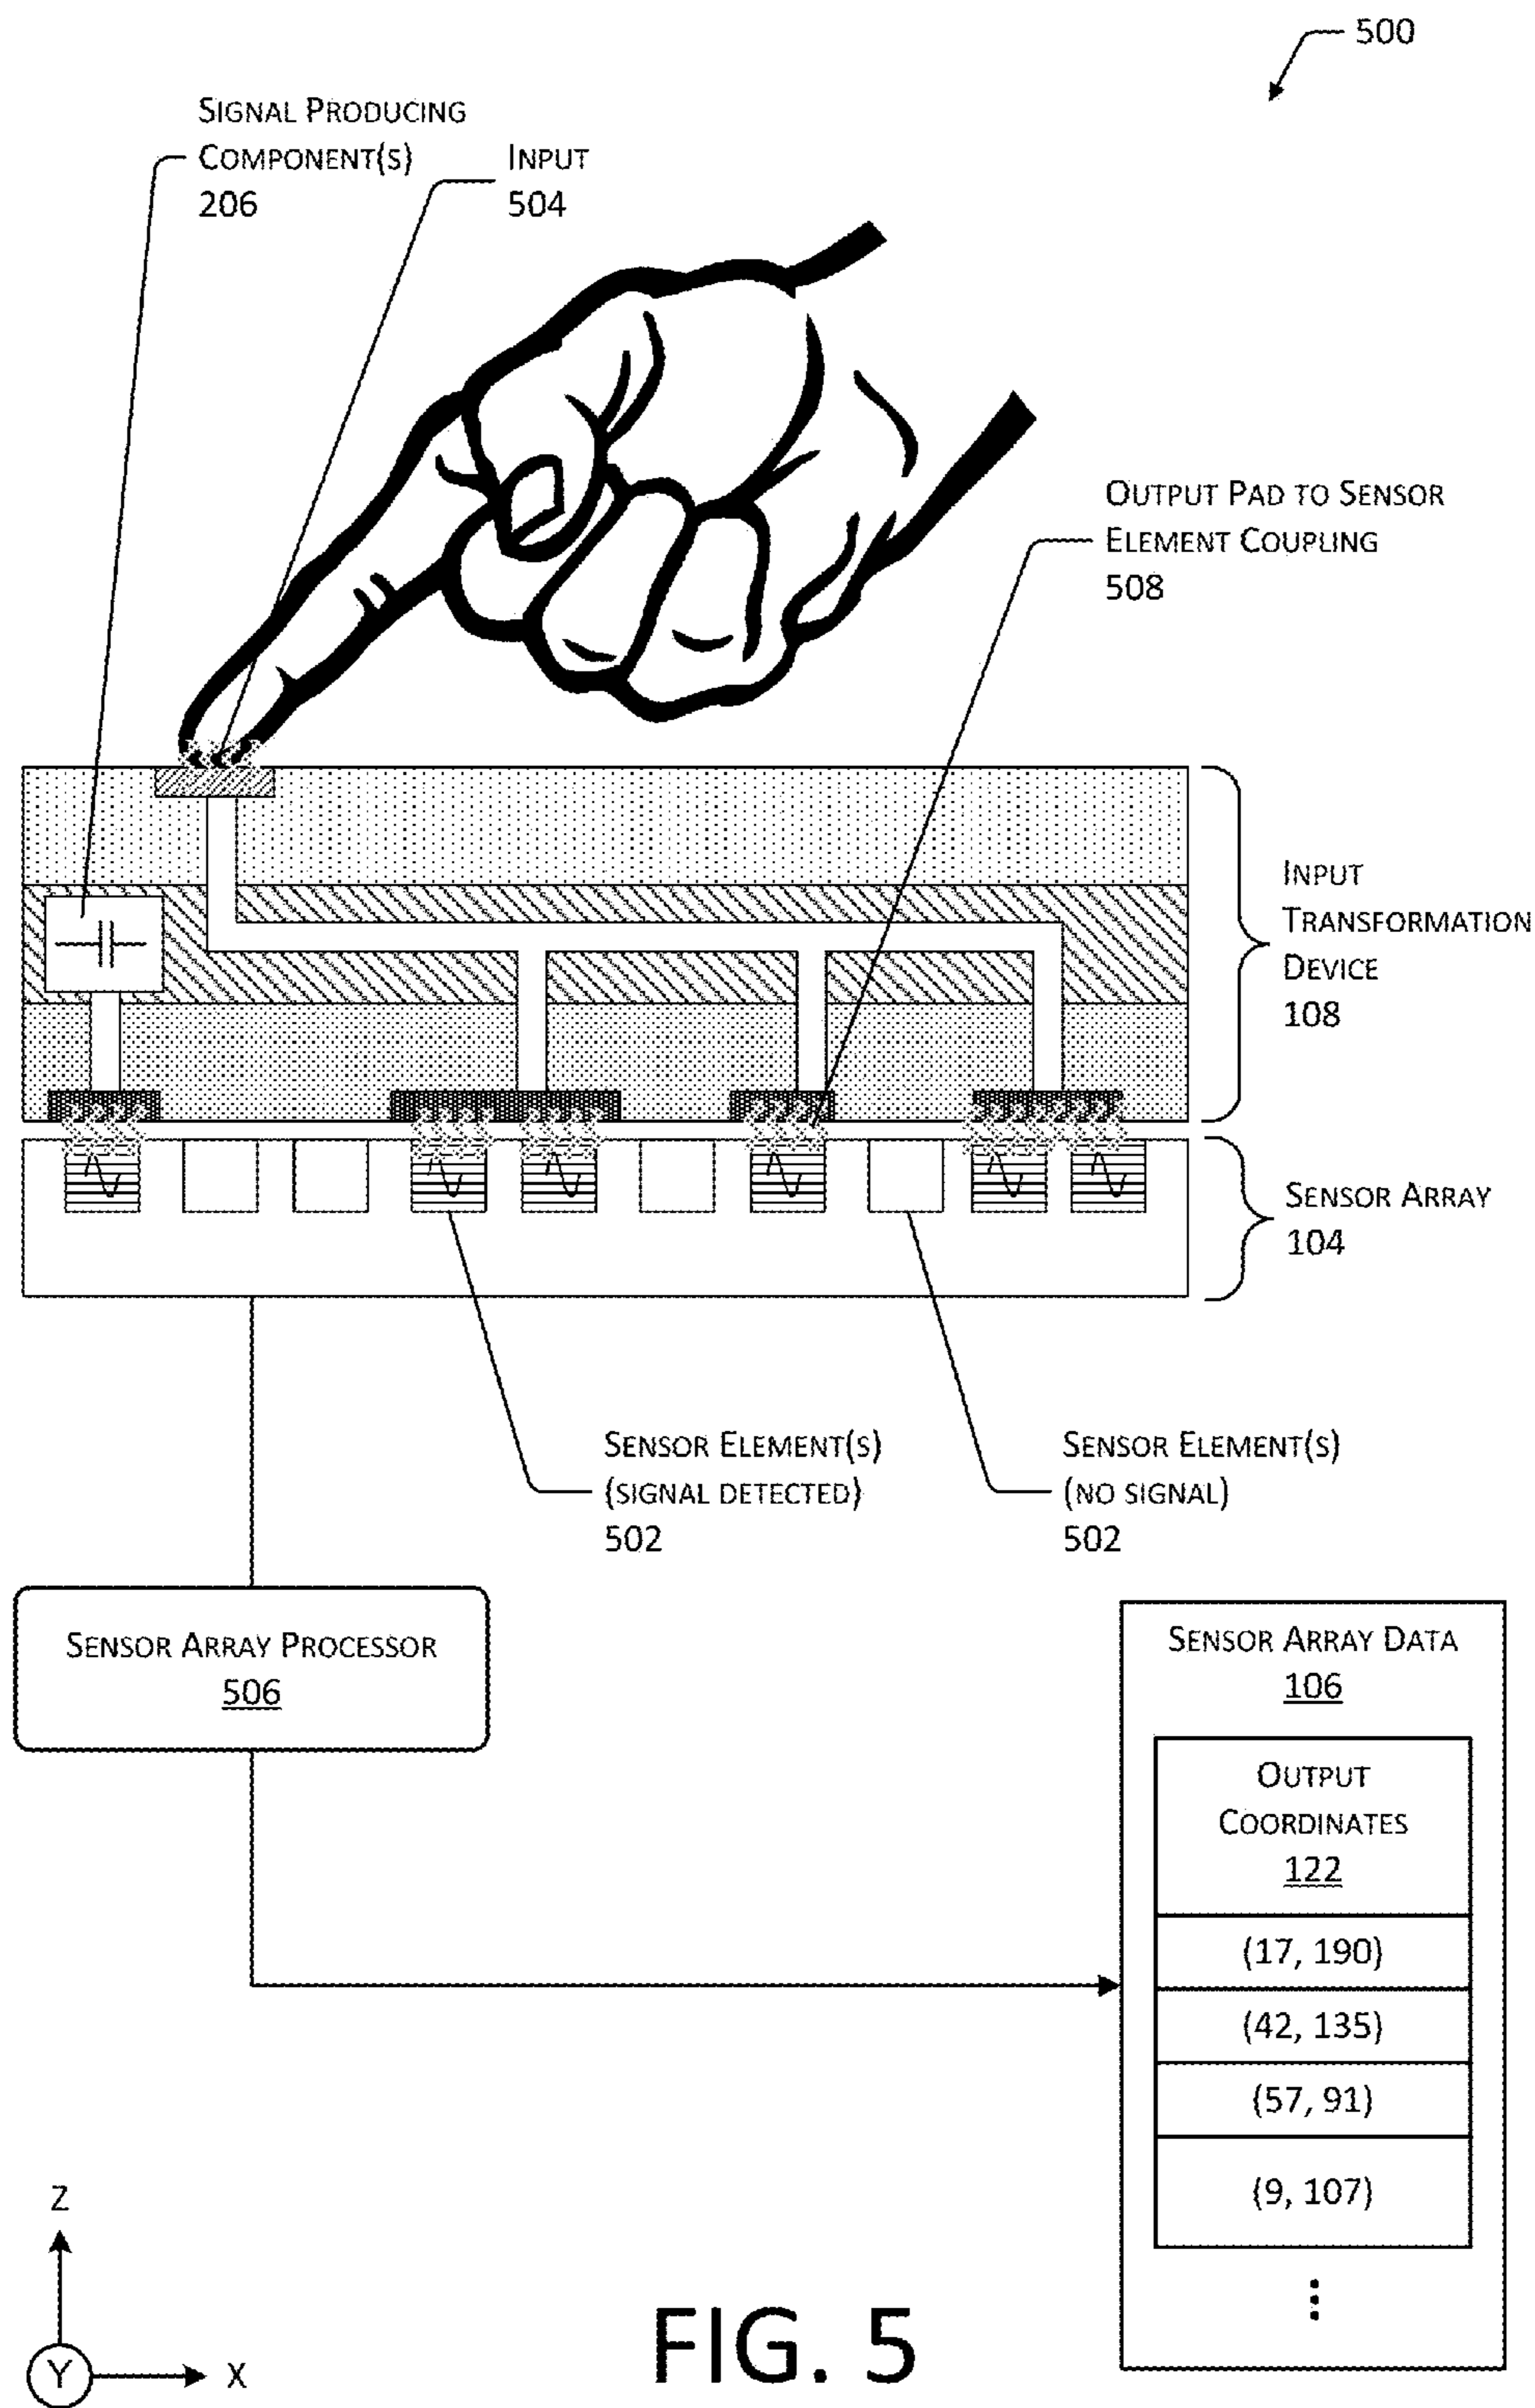 500
SIGNAL PRODUCING
COMPONENT(S)
206
INPUT
504
OUTPUT PAD TO SENSOR
ELEMENT COUPLING
508
INPUT
TRANSFORMATION
DEVICE
108
SENSOR ARRAY
104
SENSOR ELEMENT(S)
(SIGNAL DETECTED)
502
SENSOR ELEMENT(S)
(NO SIGNAL)
502
SENSOR ARRAY PROCESSOR
506
SENSOR ARRAY DATA
106
OUTPUT
COORDINATES
122
(17, 190)
(42, 135)
(57, 91)
(9, 107)
Z
Y
X
FIG. 5